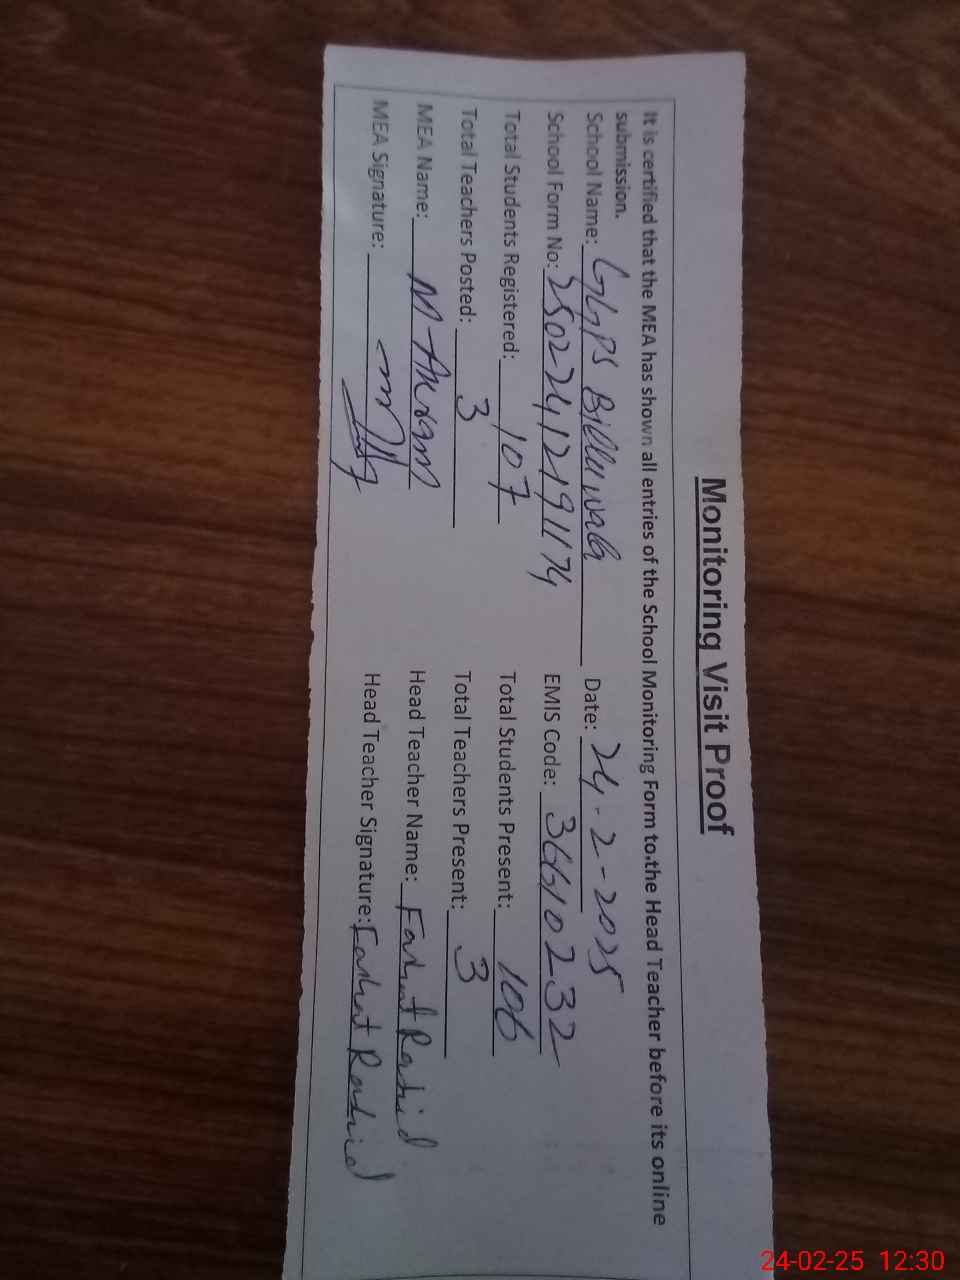 Monitoring Visit Proof
It is certified that the MEA has shown all entries of the School Monitoring Form to the Head Teacher before its online
submission.
School Name: GGPS Billuwala Date: 24-2-2025
School Form No: 25022412191174 EMIS Code: 36610232
Total Students Registered: 107 Total Students Present: 106
Total Teachers Posted: 3 Total Teachers Present: 3
MEA Name: M Akram Head Teacher Name: Farhat Rashid
MEA Signature: Head Teacher Signature: Farhat Rashid
24-02-25 12:30